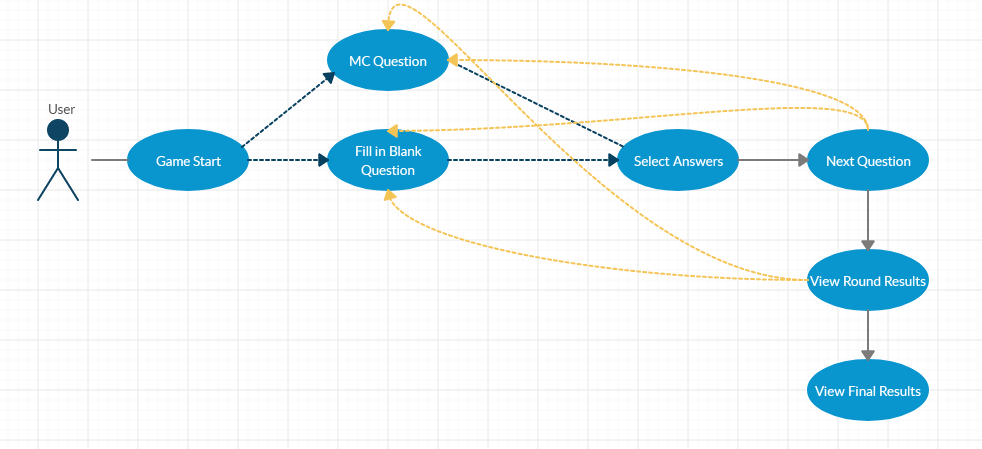 User
Game Start
MC Question
Fill in Blank
Question
Select Answers
Next Question
View Round Results
View Final Results